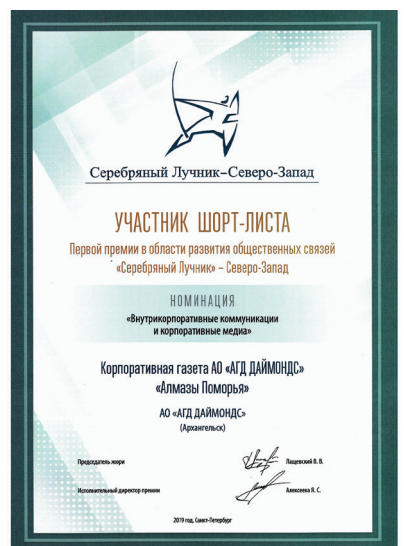 Серебряный Лучник–Северо-Запад
УЧАСТНИК ШОРТ-ЛИСТА
Первой премии в области развития общественных связей
«Серебряный Лучник» – Северо-Запад
НОМИНАЦИЯ
«Внутрикорпоративные коммуникации
и корпоративные медиа»
Корпоративная газета АО «АГД ДАЙМОНДС»
«Алмазы Поморья»
АО «АГД ДАЙМОНДС»
(Архангельск)
Председатель жюри Лащевский В. В.
Исполнительный директор премии Алексеева Я. С.
2019 год, Санкт-Петербург